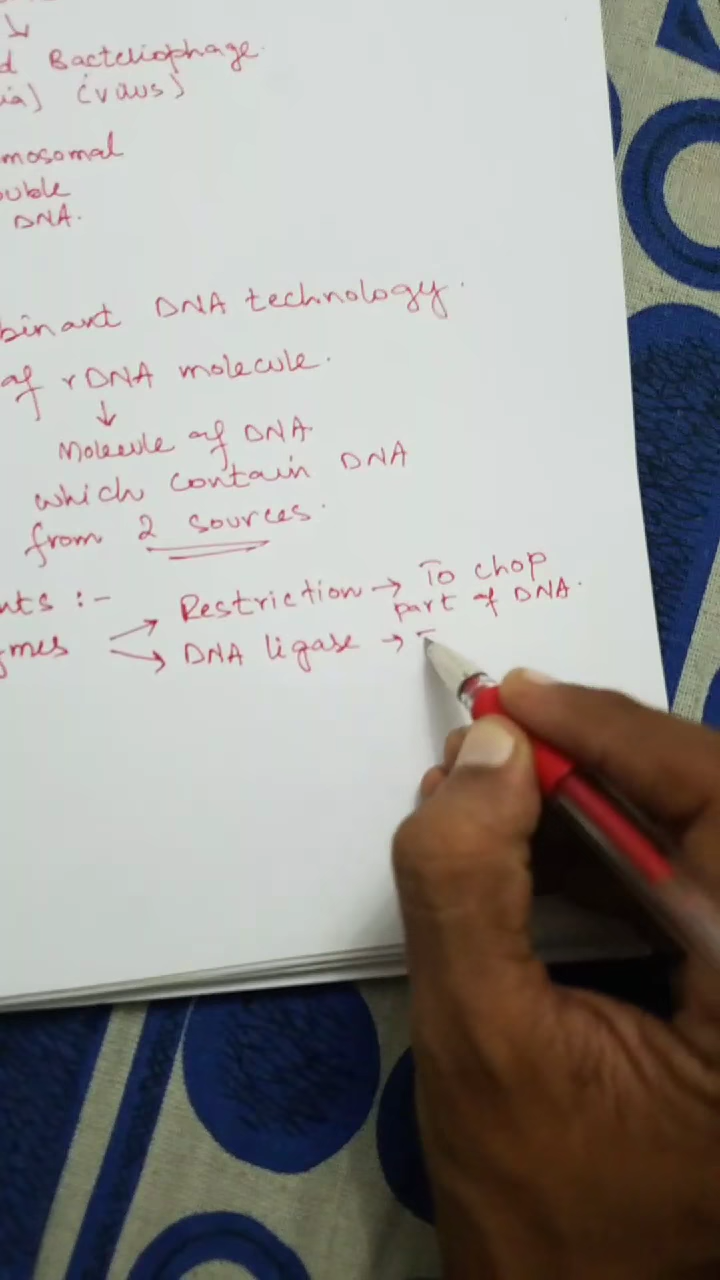 d Bacteriophage.
ia) (virus)
mosomal
ouble
DNA.
binant DNA technology.
of rDNA molecule.
Molecule of DNA
which contain DNA
from 2 sources.
nts :-
ymes
Restriction → To chop
part of DNA.
DNA ligase →